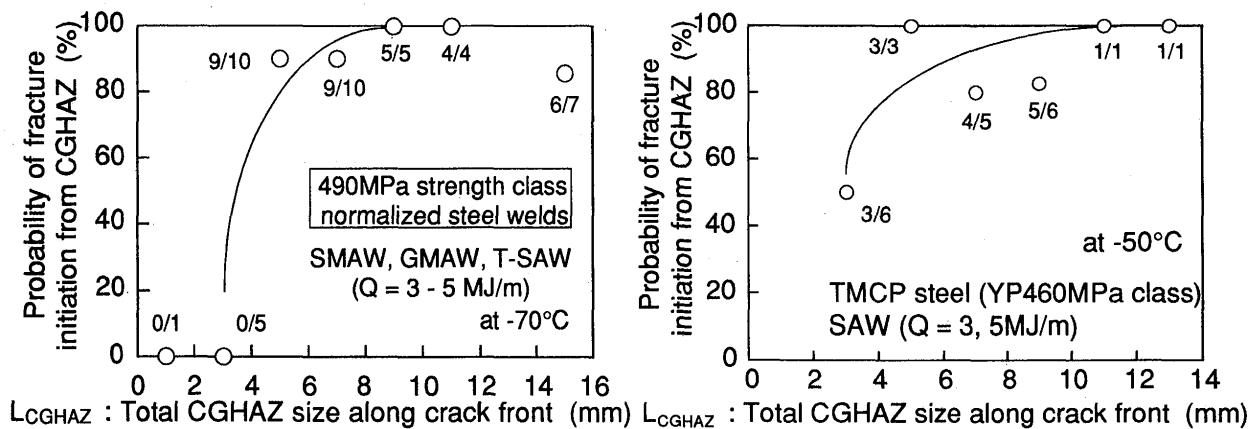 Probability of fracture
initiation from CGHAZ (%)
100
80
60
40
20
0
9/10
9/10
5/5
4/4
6/7
490MPa strength class
normalized steel welds
SMAW, GMAW, T-SAW
(Q = 3 - 5 MJ/m)
at -70°C
0/1
0/5
0 2 4 6 8 10 12 14 16
L_CGHAZ : Total CGHAZ size along crack front (mm)
Probability of fracture
initiation from CGHAZ (%)
100
80
60
40
20
0
3/3
1/1
1/1
4/5
5/6
3/6
at -50°C
TMCP steel (YP460MPa class)
SAW (Q = 3, 5MJ/m)
0 2 4 6 8 10 12 14
L_CGHAZ : Total CGHAZ size along crack front (mm)